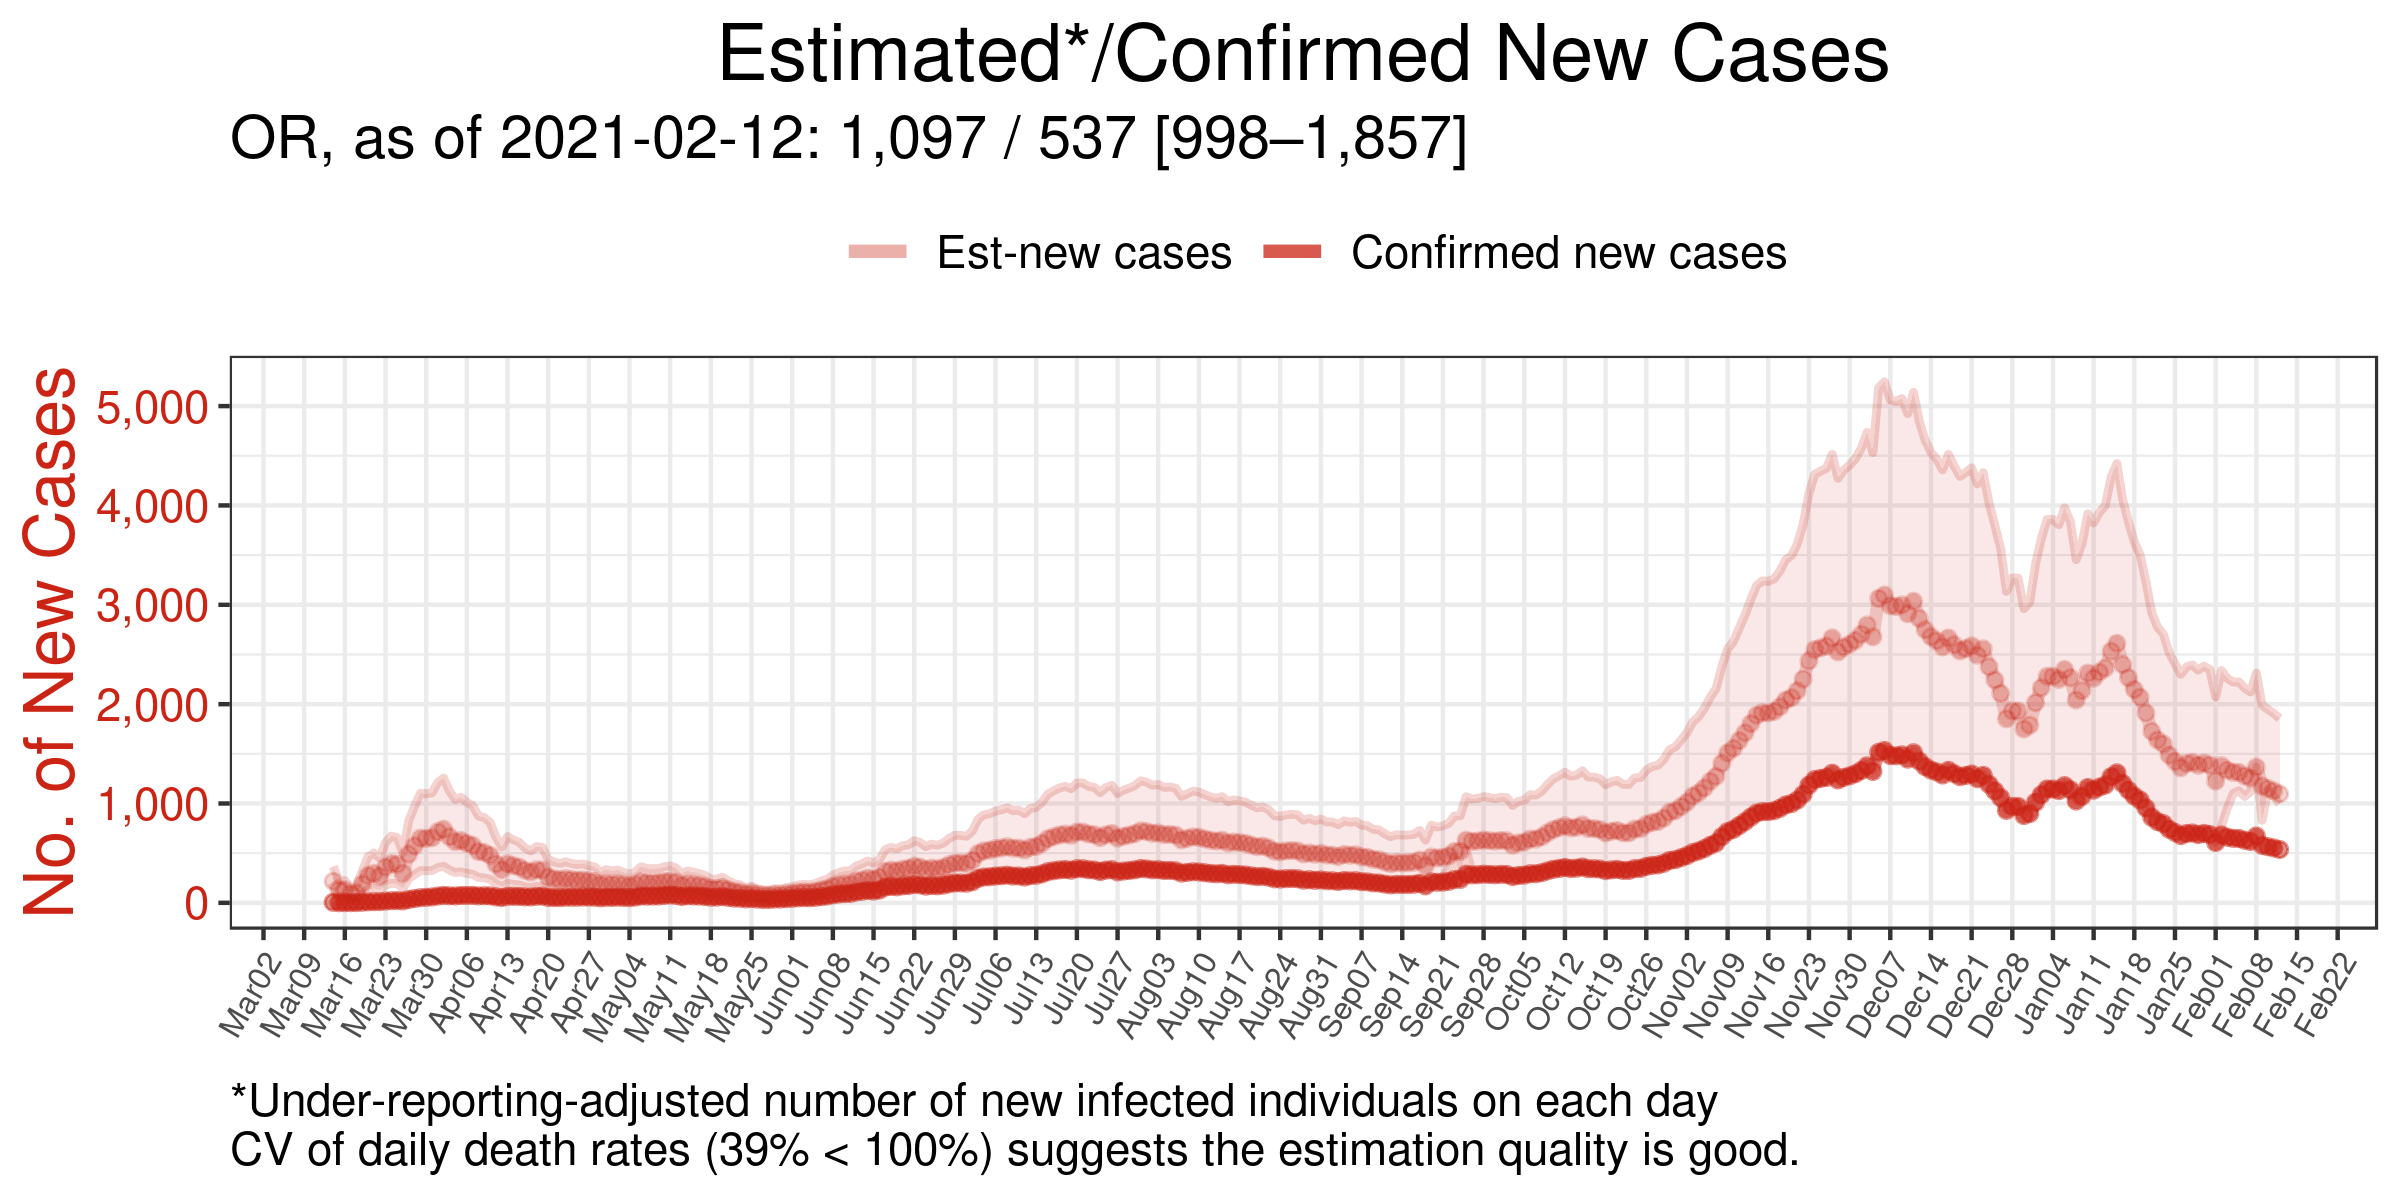 Estimated*/Confirmed New Cases
OR, as of 2021-02-12: 1,097 / 537 [998–1,857]
Est-new cases Confirmed new cases
No. of New Cases
5,000
4,000
3,000
2,000
1,000
0
Mar02 Mar09 Mar16 Mar23 Mar30 Apr06 Apr13 Apr20 Apr27 May04 May11 May18 May25 Jun01 Jun08 Jun15 Jun22 Jun29 Jul06 Jul13 Jul20 Jul27 Aug03 Aug10 Aug17 Aug24 Aug31 Sep07 Sep14 Sep21 Sep28 Oct05 Oct12 Oct19 Oct26 Nov02 Nov09 Nov16 Nov23 Nov30 Dec07 Dec14 Dec21 Dec28 Jan04 Jan11 Jan18 Jan25 Feb01 Feb08 Feb15 Feb22
*Under-reporting-adjusted number of new infected individuals on each day
CV of daily death rates (39% < 100%) suggests the estimation quality is good.